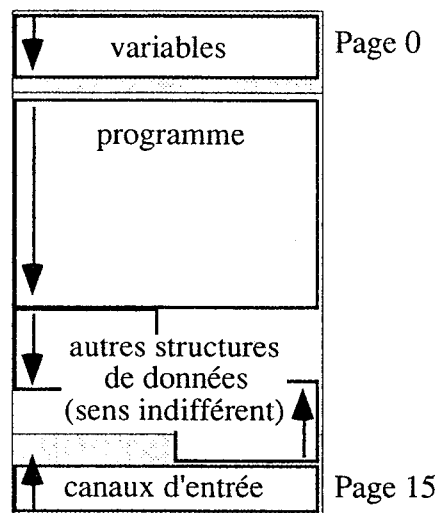 variables
Page 0
programme
autres structures
de données
(sens indifférent)
canaux d'entrée
Page 15